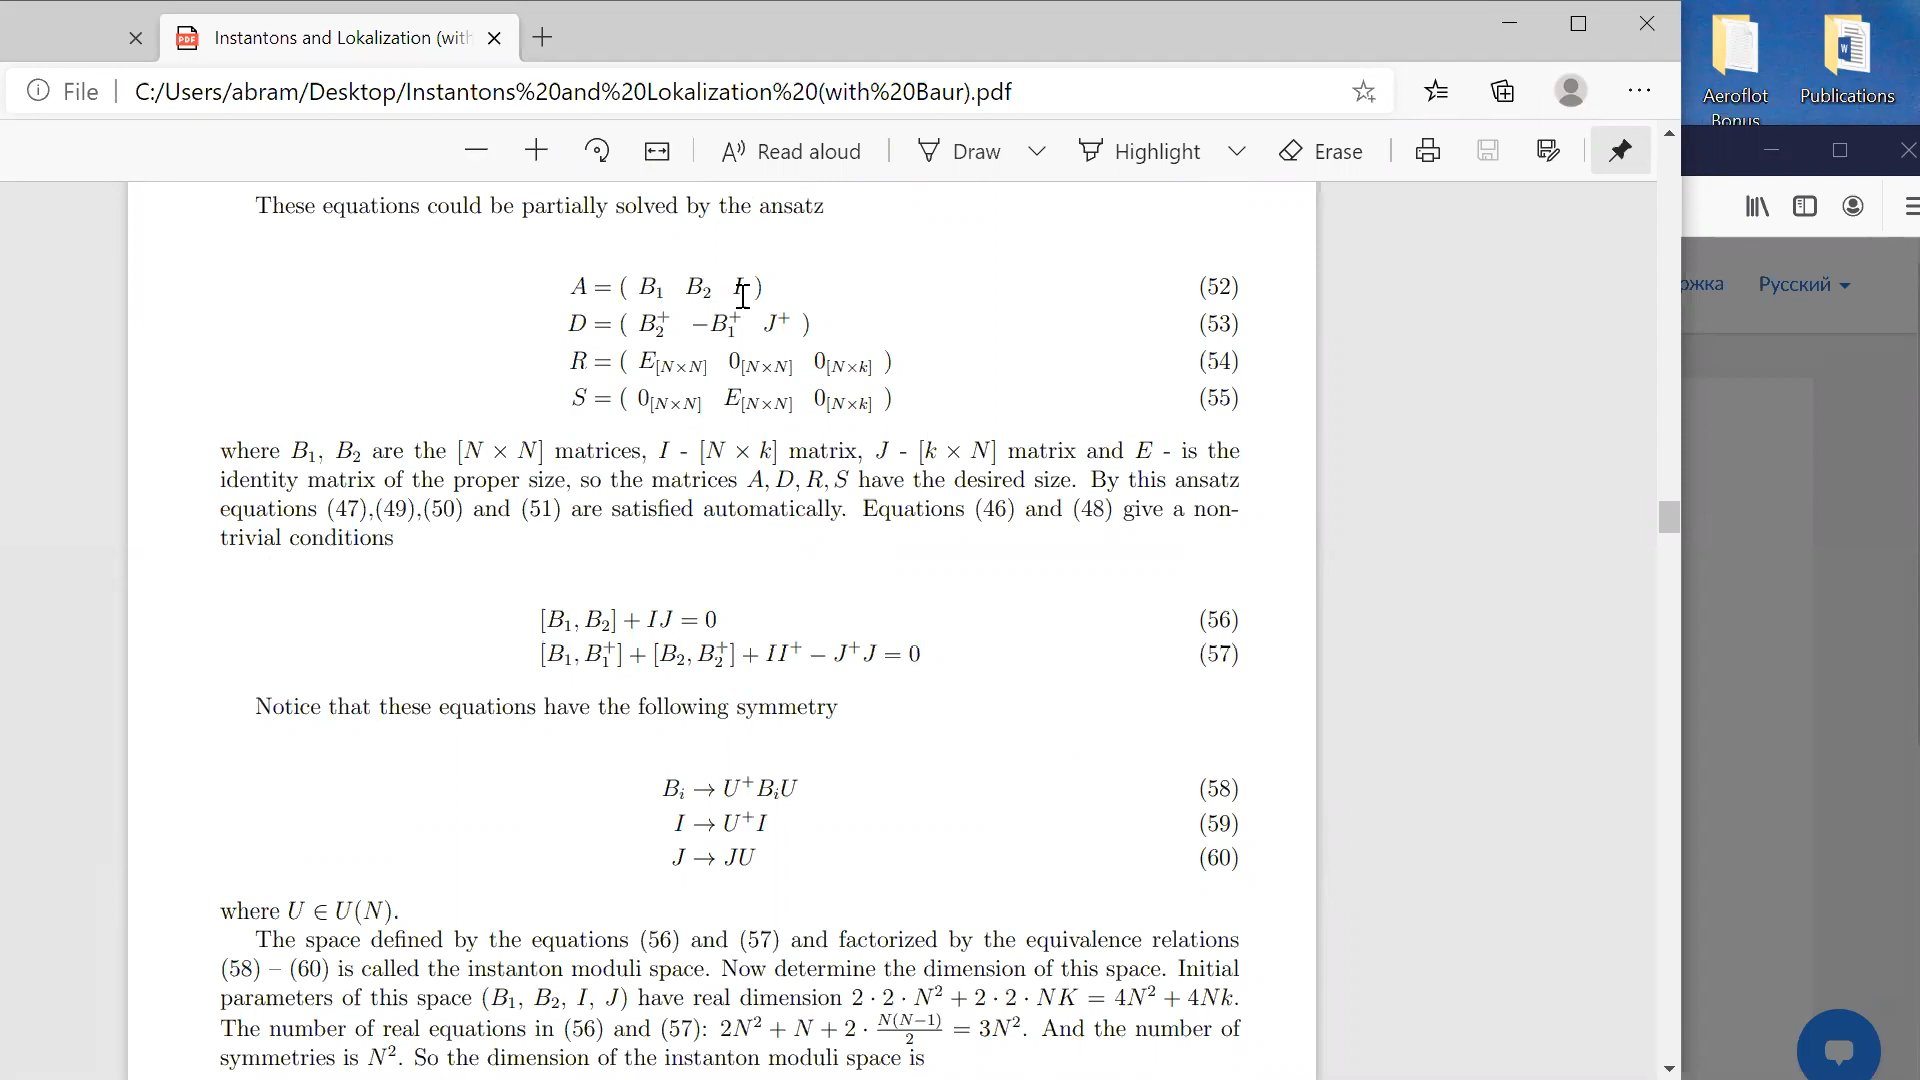 Instantons and Lokalization (with
Aeroflot
Bonus
Publications
File
C:/Users/abram/Desktop/Instantons%20and%20Lokalization%20(with%20Baur).pdf
Read aloud
Draw
Highlight
Erase
Русский
These equations could be partially solved by the ansatz
A = ( B₁ B₂ I ) (52)
D = ( B₂⁺ −B₁⁺ J⁺ ) (53)
R = ( E[N×N] 0[N×N] 0[N×k] ) (54)
S = ( 0[N×N] E[N×N] 0[N×k] ) (55)
where B₁, B₂ are the [N × N] matrices, I - [N × k] matrix, J - [k × N] matrix and E - is the
identity matrix of the proper size, so the matrices A, D, R, S have the desired size. By this ansatz
equations (47),(49),(50) and (51) are satisfied automatically. Equations (46) and (48) give a non-
trivial conditions
[B₁, B₂] + IJ = 0 (56)
[B₁, B₁⁺] + [B₂, B₂⁺] + II⁺ − J⁺J = 0 (57)
Notice that these equations have the following symmetry
Bᵢ → U⁺BᵢU (58)
I → U⁺I (59)
J → JU (60)
where U ∈ U(N).
The space defined by the equations (56) and (57) and factorized by the equivalence relations
(58) – (60) is called the instanton moduli space. Now determine the dimension of this space. Initial
parameters of this space (B₁, B₂, I, J) have real dimension 2 · 2 · N² + 2 · 2 · NK = 4N² + 4Nk.
The number of real equations in (56) and (57): 2N² + N + 2 · N(N−1)/2 = 3N². And the number of
symmetries is N². So the dimension of the instanton moduli space is